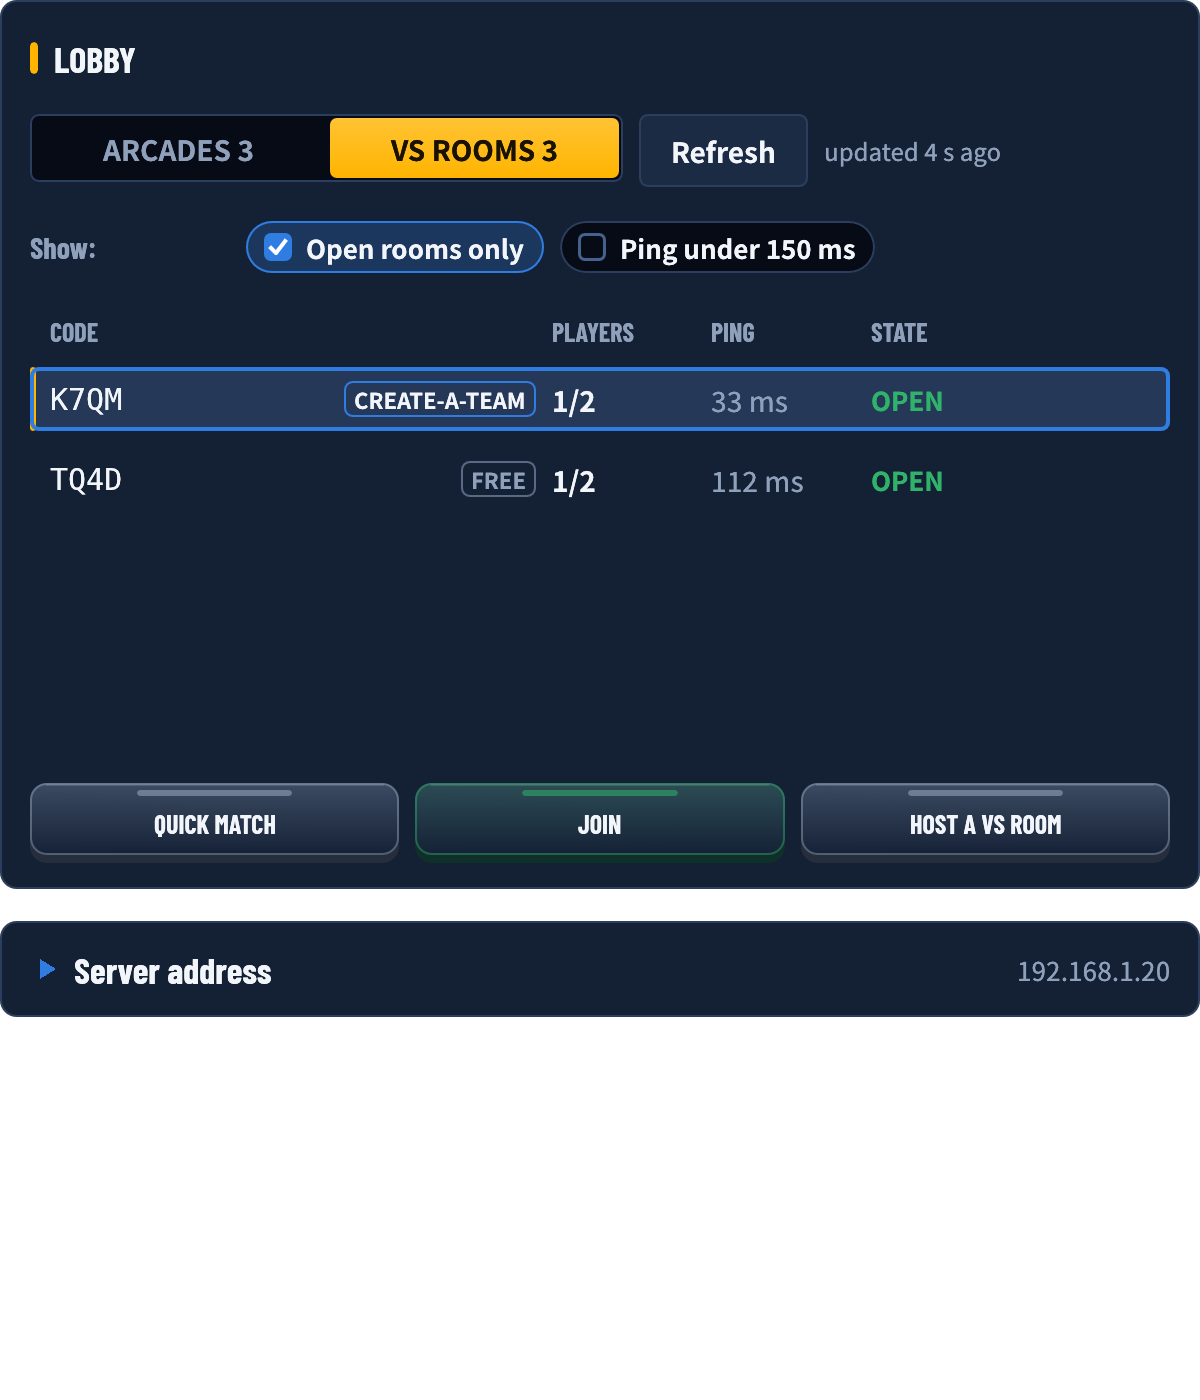 LOBBY
ARCADES 3 VS ROOMS 3 Refresh updated 4 s ago
Show: Open rooms only Ping under 150 ms
CODE PLAYERS PING STATE
K7QM CREATE-A-TEAM 1/2 33 ms OPEN
TQ4D FREE 1/2 112 ms OPEN
QUICK MATCH JOIN HOST A VS ROOM
Server address 192.168.1.20